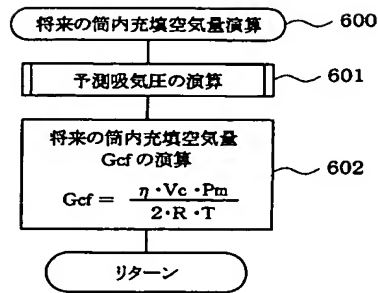 将来の筒内充填空気量演算 600
予測吸気圧の演算 601
将来の筒内充填空気量
Gcfの演算
Gcf = η・Vc・Pm / 2・R・T
602
リターン